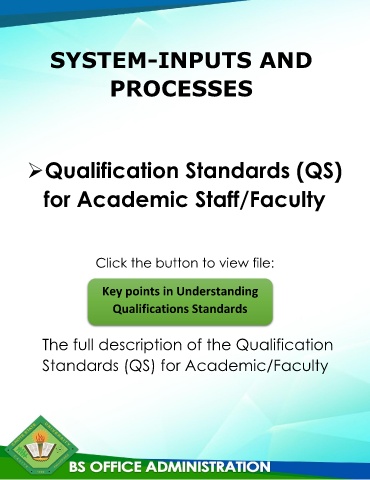 SYSTEM-INPUTS AND
PROCESSES
➢Qualification Standards (QS)
for Academic Staff/Faculty
Click the button to view file:
Key points in Understanding
Qualifications Standards
The full description of the Qualification
Standards (QS) for Academic/Faculty
BS OFFICE ADMINISTRATION